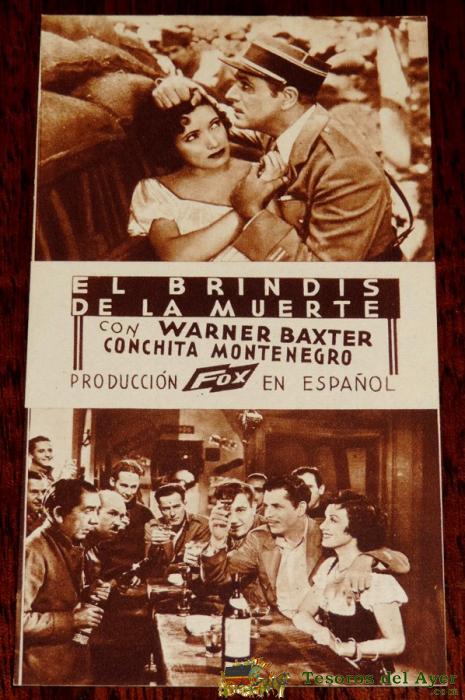 EL BRINDIS
DE LA MUERTE
CON WARNER BAXTER
CONCHITA MONTENEGRO
PRODUCCIÓN FOX EN ESPAÑOL
Tesoros del Ayer
.com